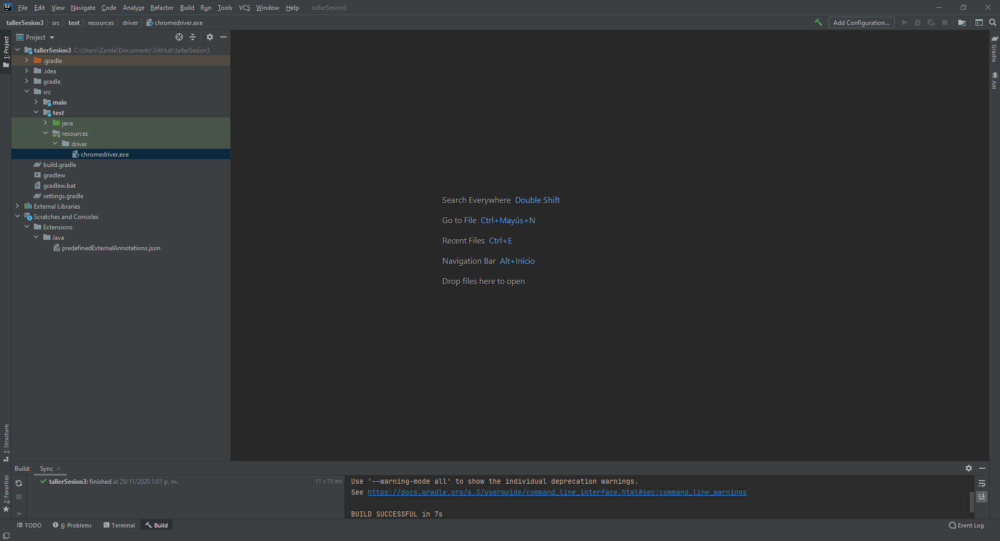 File Edit View Navigate Code Analyze Refactor Build Run Tools VCS Window Help tallerSesion3
tallerSesion3 src test resources driver chromedriver.exe Add Configuration...
Project
1: Project
tallerSesion3 C:\Users\Zarela\Documents\GitHub\tallerSesion3
.gradle
.idea
gradle
src
main
test
java
resources
driver
chromedriver.exe
build.gradle
gradlew
gradlew.bat
settings.gradle
External Libraries
Scratches and Consoles
Extensions
Java
predefinedExternalAnnotations.json
Search Everywhere Double Shift
Go to File Ctrl+Mayús+N
Recent Files Ctrl+E
Navigation Bar Alt+Inicio
Drop files here to open
Gradle
Ant
7: Structure
2: Favorites
Build: Sync
tallerSesion3: finished at 29/11/2020 1:01 p. m. 11 s 75 ms
Use '--warning-mode all' to show the individual deprecation warnings.
See https://docs.gradle.org/6.3/userguide/command_line_interface.html#sec:command_line_warnings
BUILD SUCCESSFUL in 7s
TODO 6: Problems Terminal Build Event Log